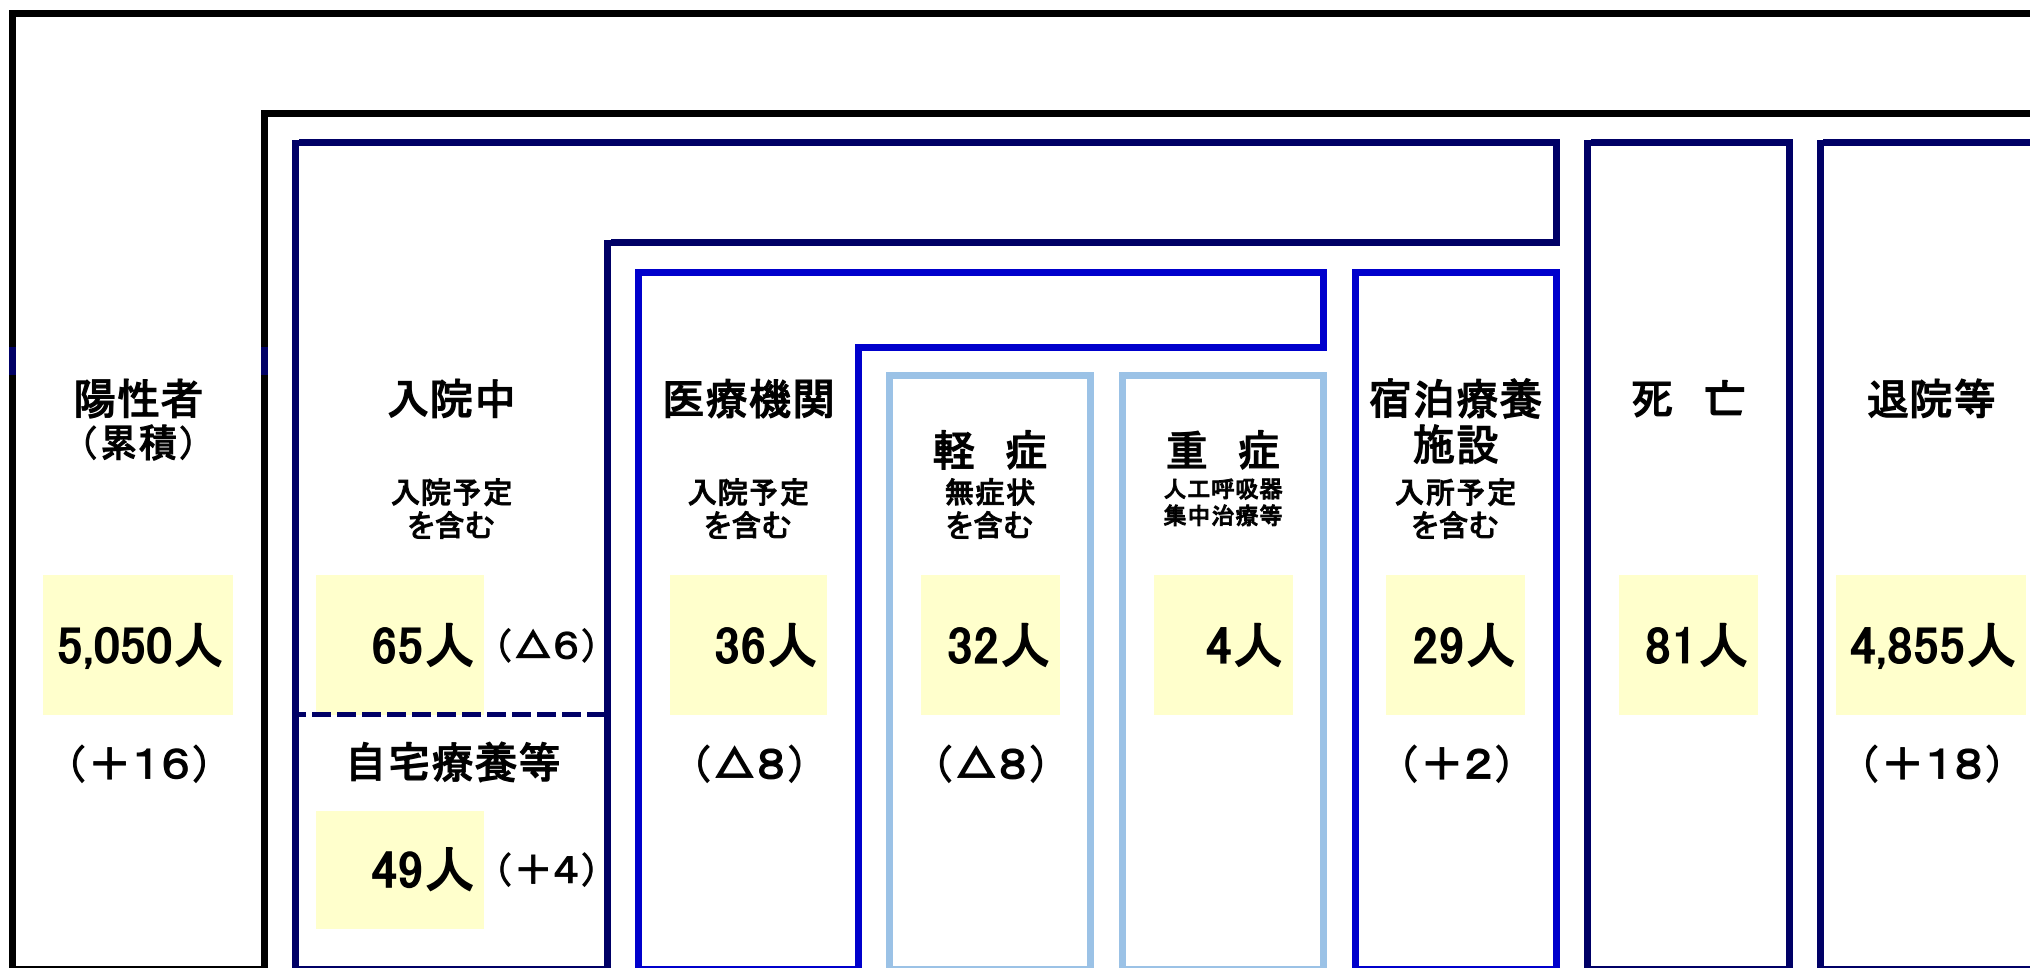 陽性者
（累積）
5,050人
（＋16）
入院中
入院予定
を含む
65人 （△6）
自宅療養等
49人 （＋4）
医療機関
入院予定
を含む
36人
（△8）
軽　症
無症状
を含む
32人
（△8）
重　症
人工呼吸器
集中治療等
4人
宿泊療養
施設
入所予定
を含む
29人
（＋2）
死　亡
81人
退院等
4,855人
（＋18）